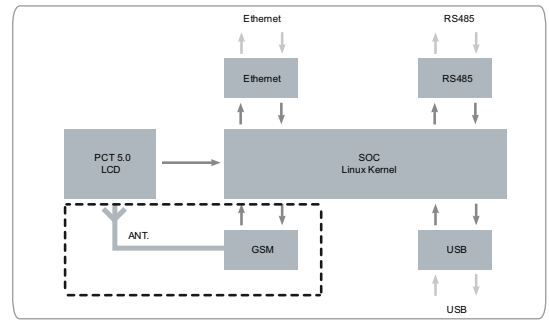 Ethernet
RS485
Ethernet
RS485
PCT 5.0
LCD
SOC
Linux Kernel
ANT.
GSM
USB
USB